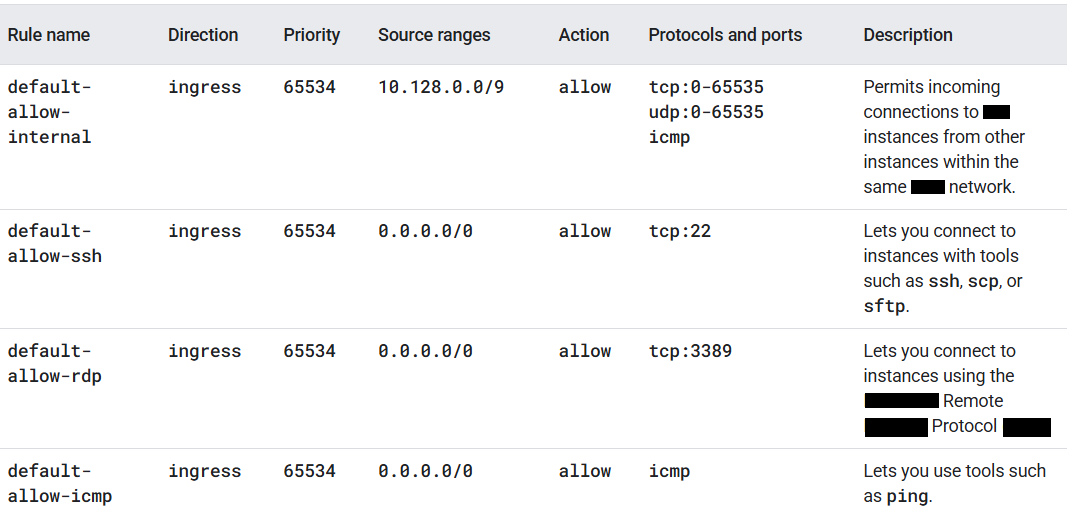 Rule name Direction Priority Source ranges Action Protocols and ports Description
default- ingress 65534 10.128.0.0/9 allow tcp:0-65535 Permits incoming
allow- udp:0-65535 connections to
internal icmp instances from other
instances within the
same network.
default- ingress 65534 0.0.0.0/0 allow tcp:22 Lets you connect to
allow-ssh instances with tools
such as ssh, scp, or
sftp.
default- ingress 65534 0.0.0.0/0 allow tcp:3389 Lets you connect to
allow-rdp instances using the
Remote
Protocol
default- ingress 65534 0.0.0.0/0 allow icmp Lets you use tools such
allow-icmp as ping.